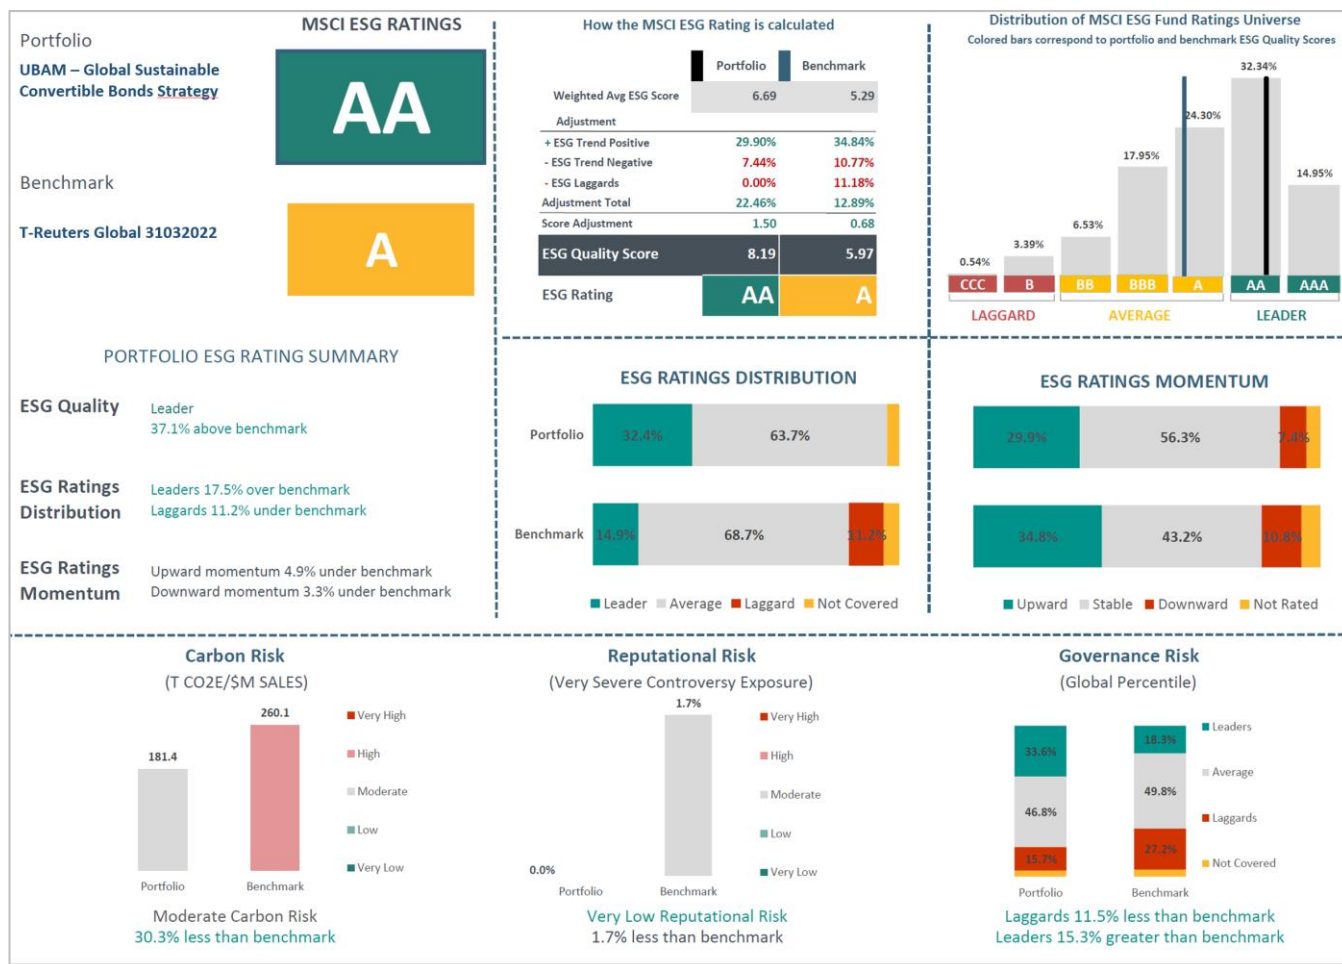 MSCI ESG RATINGS
Portfolio
UBAM – Global Sustainable
Convertible Bonds Strategy
AA
Benchmark
T-Reuters Global 31032022
A
How the MSCI ESG Rating is calculated
Portfolio Benchmark
Weighted Avg ESG Score 6.69 5.29
Adjustment
+ ESG Trend Positive 29.90% 34.84%
- ESG Trend Negative 7.44% 10.77%
- ESG Laggards 0.00% 11.18%
Adjustment Total 22.46% 12.89%
Score Adjustment 1.50 0.68
ESG Quality Score 8.19 5.97
ESG Rating AA A
Distribution of MSCI ESG Fund Ratings Universe
Colored bars correspond to portfolio and benchmark ESG Quality Scores
0.54% 3.39% 6.53% 17.95% 24.30% 32.34% 14.95%
CCC B BB BBB A AA AAA
LAGGARD AVERAGE LEADER
PORTFOLIO ESG RATING SUMMARY
ESG Quality
Leader
37.1% above benchmark
ESG Ratings
Distribution
Leaders 17.5% over benchmark
Laggards 11.2% under benchmark
ESG Ratings
Momentum
Upward momentum 4.9% under benchmark
Downward momentum 3.3% under benchmark
ESG RATINGS DISTRIBUTION
Portfolio 32.4% 63.7%
Benchmark 14.9% 68.7% 11.2%
Leader Average Laggard Not Covered
ESG RATINGS MOMENTUM
29.9% 56.3% 7.4%
34.8% 43.2% 10.8%
Upward Stable Downward Not Rated
Carbon Risk
(T CO2E/$M SALES)
181.4 260.1
Portfolio Benchmark
Very High
High
Moderate
Low
Very Low
Moderate Carbon Risk
30.3% less than benchmark
Reputational Risk
(Very Severe Controversy Exposure)
0.0% 1.7%
Portfolio Benchmark
Very High
High
Moderate
Low
Very Low
Very Low Reputational Risk
1.7% less than benchmark
Governance Risk
(Global Percentile)
33.6% 18.3%
46.8% 49.8%
15.7% 27.2%
Portfolio Benchmark
Leaders
Average
Laggards
Not Covered
Laggards 11.5% less than benchmark
Leaders 15.3% greater than benchmark